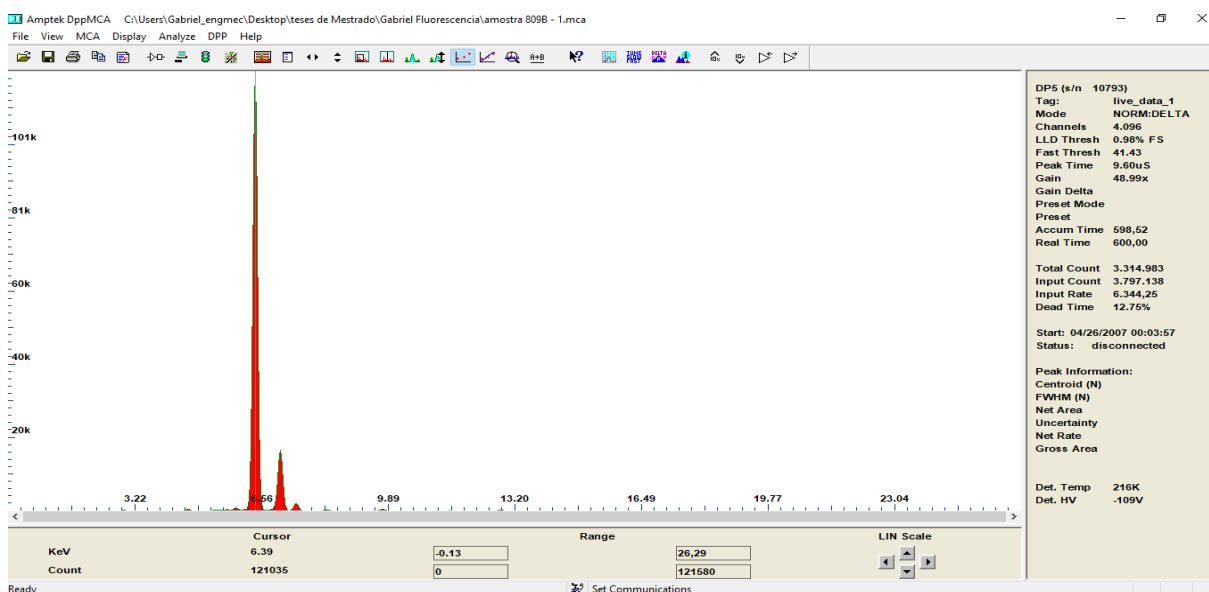 Amptek DppMCA C:\Users\Gabriel_engmec\Desktop\teses de Mestrado\Gabriel Fluorescencia\amostra 809B - 1.mca
File View MCA Display Analyze DPP Help
A+B
TUNE SLOW FAST
DELTA
10x
10v
101k
81k
60k
40k
20k
3.22 6.56 9.89 13.20 16.49 19.77 23.04
DP5 (s/n 10793)
Tag: live_data_1
Mode NORM:DELTA
Channels 4.096
LLD Thresh 0.98% FS
Fast Thresh 41.43
Peak Time 9.60uS
Gain 48.99x
Gain Delta
Preset Mode
Preset
Accum Time 598,52
Real Time 600,00
Total Count 3.314.983
Input Count 3.797.138
Input Rate 6.344,25
Dead Time 12.75%
Start: 04/26/2007 00:03:57
Status: disconnected
Peak Information:
Centroid (N)
FWHM (N)
Net Area
Uncertainty
Net Rate
Gross Area
Det. Temp 216K
Det. HV -109V
Cursor Range LIN Scale
KeV 6.39 -0.13 26,29
Count 121035 0 121580
Ready Set Communications